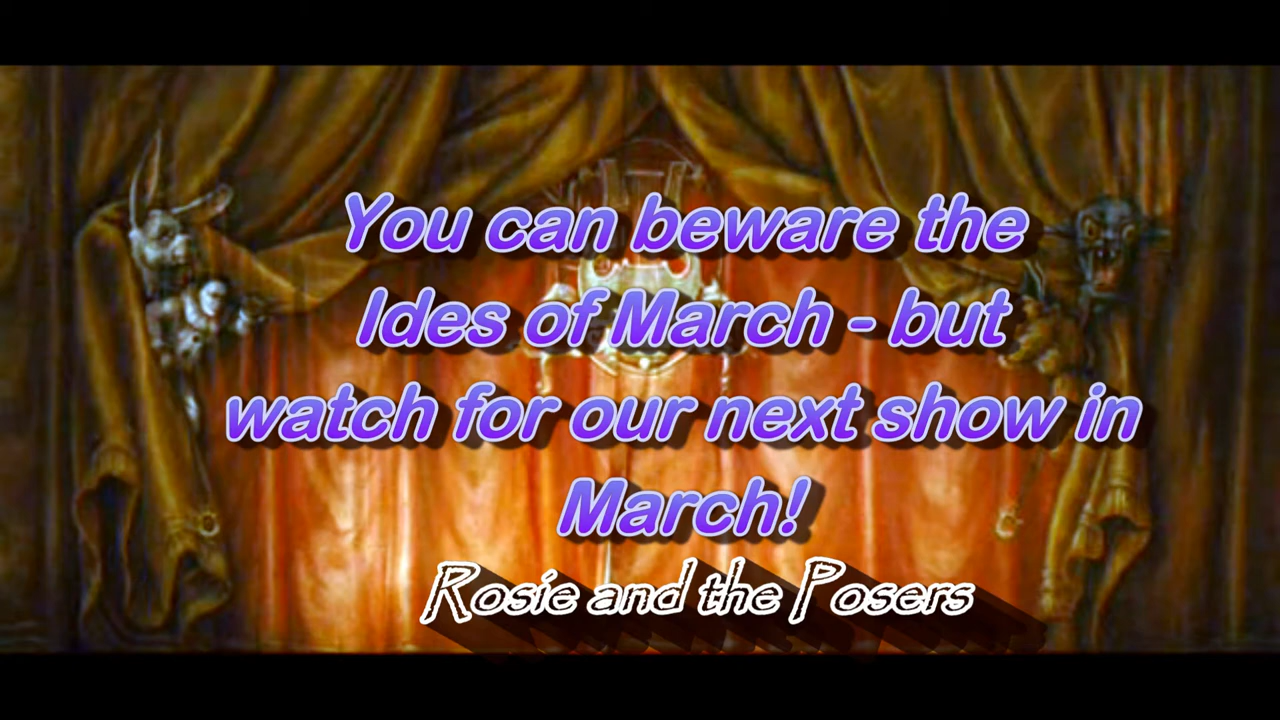 You can beware the
Ides of March - but
watch for our next show in
March!
Rosie and the Posers